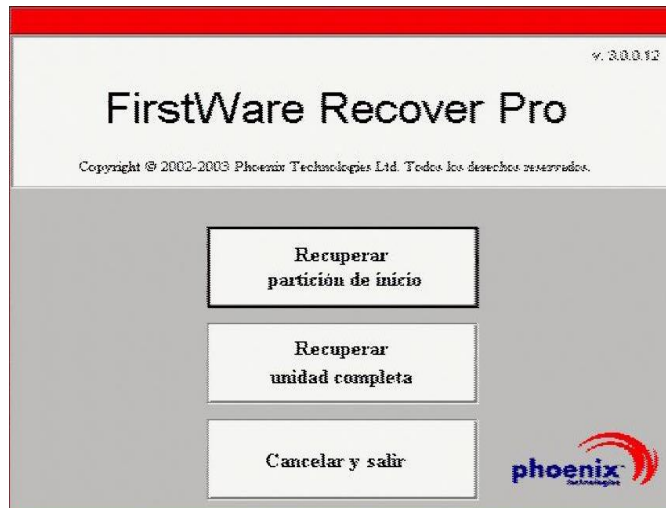 v. 3.0.0.12
FirstWare Recover Pro
Copyright © 2002-2003 Phoenix Technologies Ltd. Todos los derechos reservados.
Recuperar
partición de inicio
Recuperar
unidad completa
Cancelar y salir
phoenix
technologies